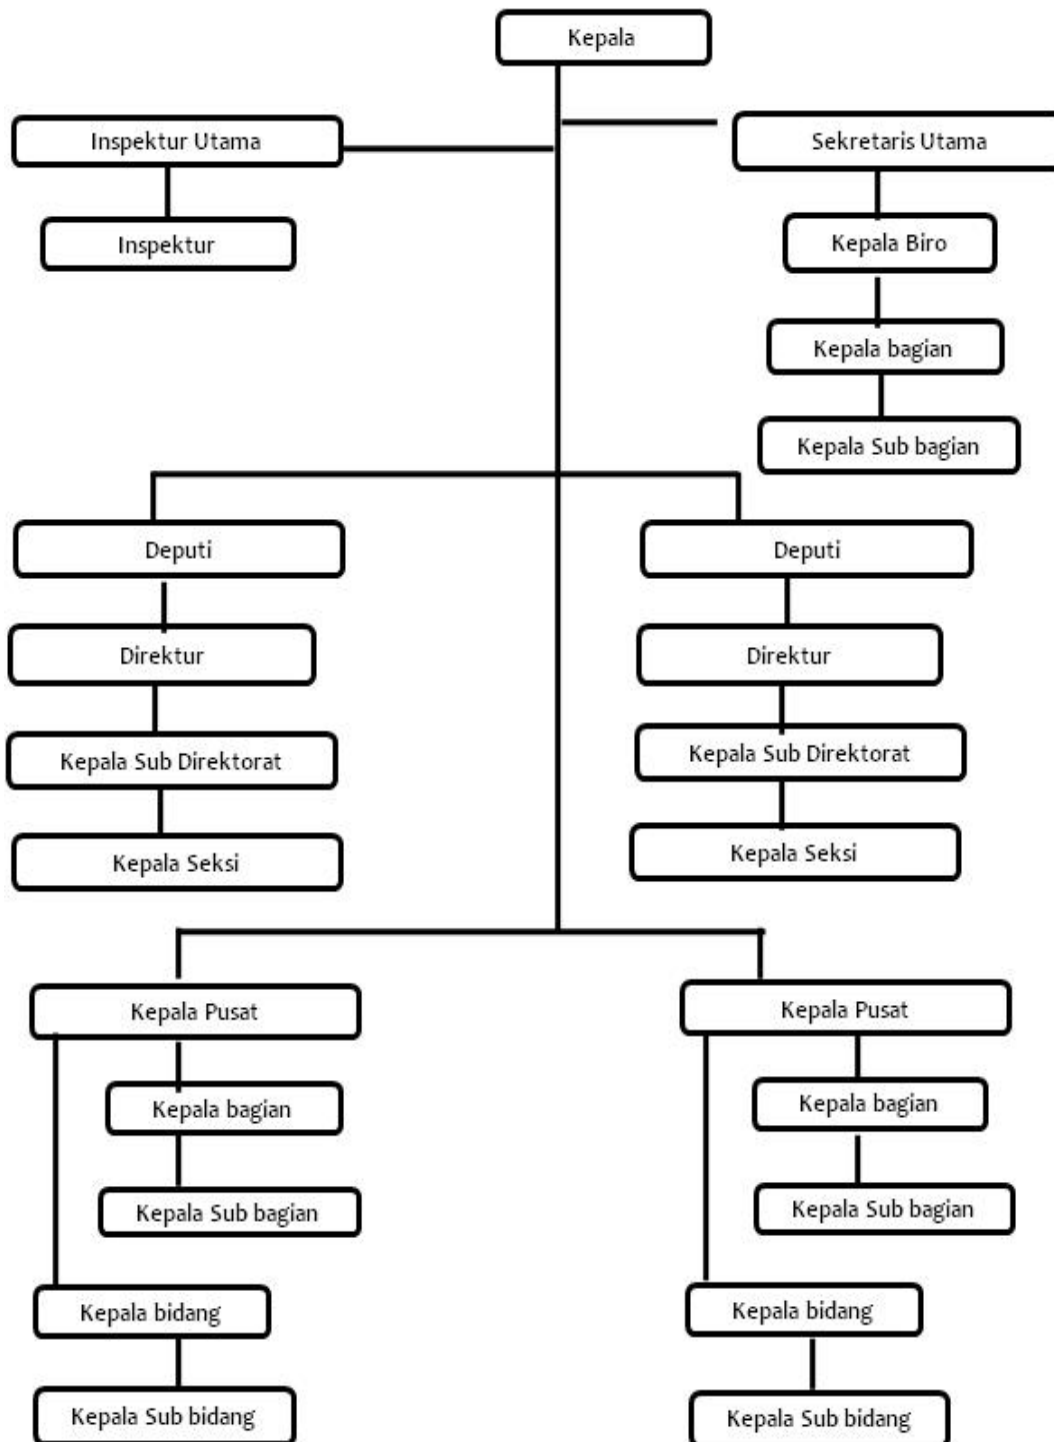 Kepala
Inspektur Utama
Sekretaris Utama
Inspektur
Kepala Biro
Kepala bagian
Kepala Sub bagian
Deputi
Deputi
Direktur
Direktur
Kepala Sub Direktorat
Kepala Sub Direktorat
Kepala Seksi
Kepala Seksi
Kepala Pusat
Kepala Pusat
Kepala bagian
Kepala bagian
Kepala Sub bagian
Kepala Sub bagian
Kepala bidang
Kepala bidang
Kepala Sub bidang
Kepala Sub bidang